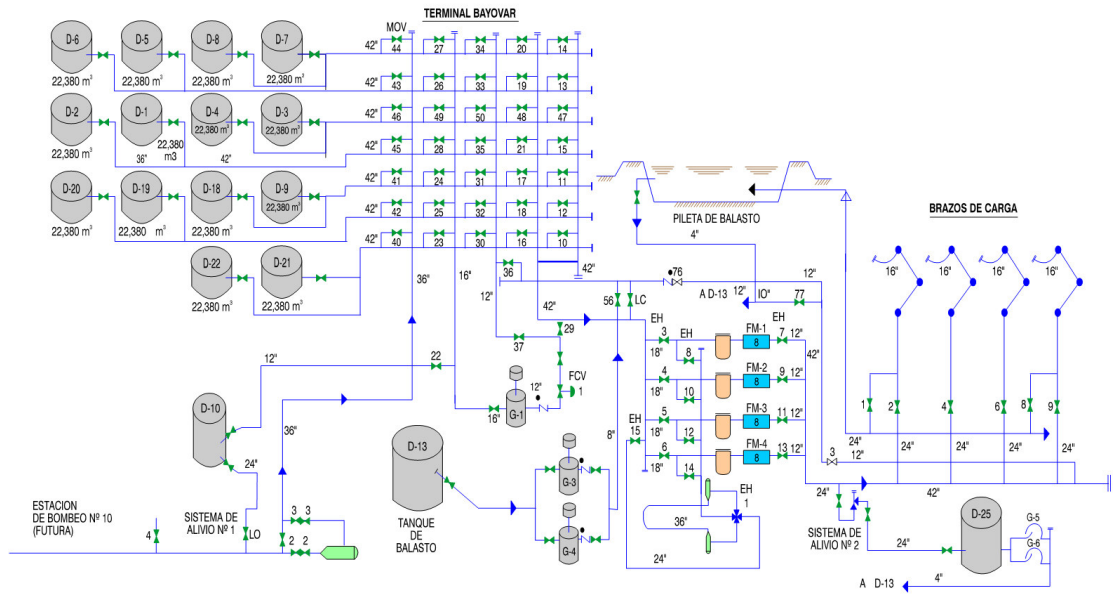 TERMINAL BAYOVAR
MOV
D-6
D-5
D-8
D-7
42"
44
27
34
20
14
22,380 m³
22,380 m³
22,380 m³
22,380 m³
42"
43
26
33
19
13
D-2
D-1
D-4
22,380 m³
D-3
22,380 m³
42"
46
49
50
48
47
22,380 m³
22,380
m3
36"
42"
42"
45
28
35
21
15
D-20
D-19
D-18
D-9
22,380 m³
42"
41
24
31
17
11
22,380 m³
22,380 m³
22,380 m³
42"
42
25
32
18
12
42"
40
23
30
16
10
D-22
D-21
22,380 m³
22,380 m³
36"
16"
12"
36
42"
42"
PILETA DE BALASTO
4"
BRAZOS DE CARGA
16"
16"
16"
16"
76
12"
A D-13
12"
IO"
77
56
LC
29
37
FCV
1
12"
G-1
16"
22
12"
D-10
24"
36"
8"
EH
3
18"
EH
8
FM-1
8
EH
7
12"
42"
4
18"
10
FM-2
8
9
12"
5
18"
12
FM-3
8
11
12"
EH
15
6
18"
14
FM-4
8
13
12"
EH
1
36"
24"
1
2
4
6
8
9
24"
24"
24"
24"
24"
3
12"
42"
24"
D-13
TANQUE
DE
BALASTO
G-3
G-4
ESTACION
DE BOMBEO Nº 10
(FUTURA)
SISTEMA DE
ALIVIO Nº 1
4
LO
3
3
2
2
SISTEMA DE
ALIVIO Nº 2
24"
D-25
G-5
G-6
A D-13
4"